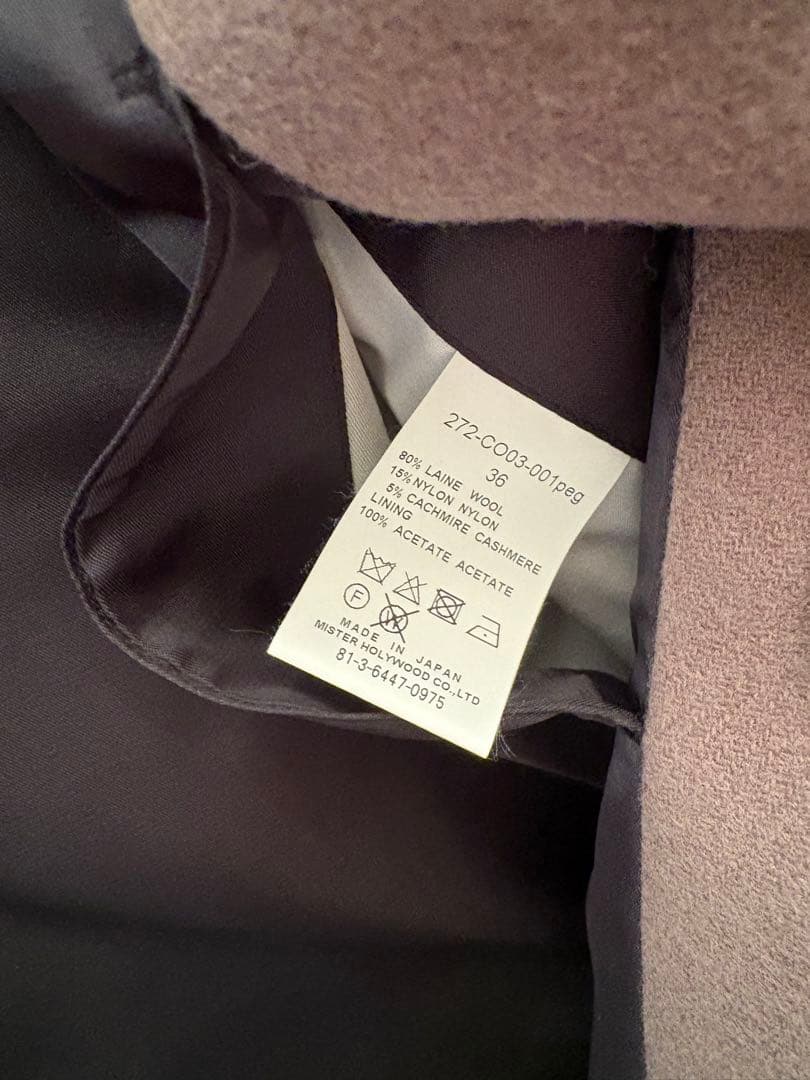 272-CO03-001peg
36
80% LAINE WOOL
15% NYLON NYLON
5% CACHMIRE CASHMERE
LINING
100% ACETATE ACETATE
F W
MADE IN JAPAN
MISTER HOLYWOOD CO.,LTD
81-3-6447-0975